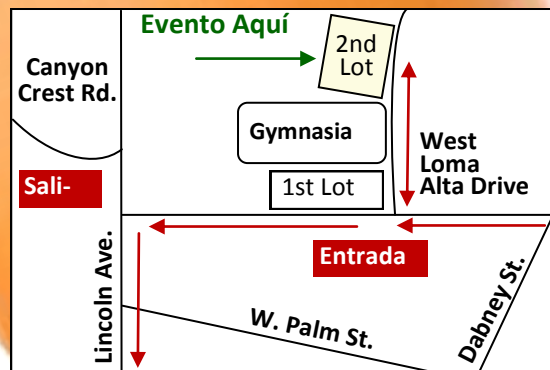 Evento Aquí
2nd
Lot
Canyon
Crest Rd.
Gymnasia
West
Loma
Alta Drive
Sali-
1st Lot
Entrada
Lincoln Ave.
W. Palm St.
Dabney St.